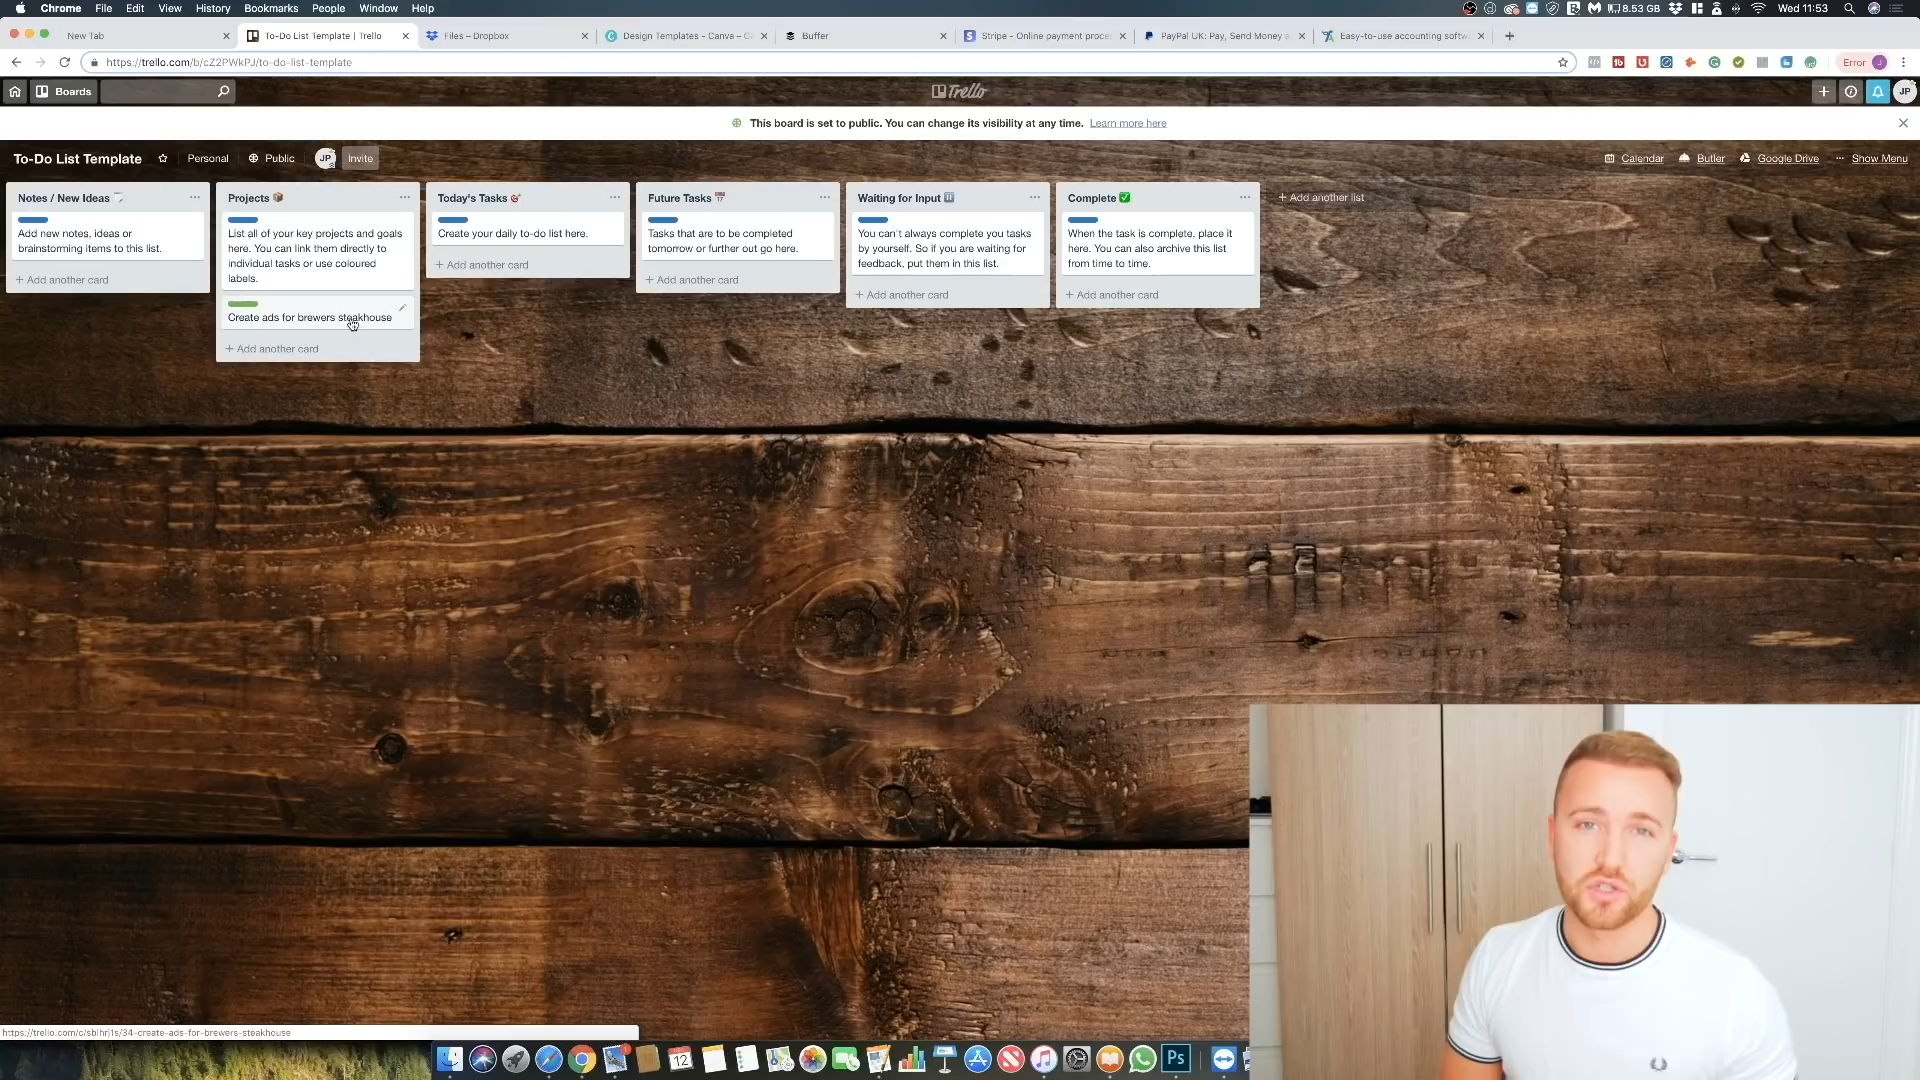 Chrome File Edit View History Bookmarks People Window Help
8.53 GB Wed 11:53
New Tab
To-Do List Template | Trello
Files – Dropbox
Design Templates - Canva – C
Buffer
Stripe - Online payment proce
PayPal UK: Pay, Send Money a
Easy-to-use accounting softw
https://trello.com/b/cZ2PWkPJ/to-do-list-template
Error J
Boards
Trello
JP
This board is set to public. You can change its visibility at any time. Learn more here
To-Do List Template
Personal
Public
JP
Invite
Calendar
Butler
Google Drive
Show Menu
Notes / New Ideas
Add new notes, ideas or
brainstorming items to this list.
+ Add another card
Projects
List all of your key projects and goals
here. You can link them directly to
individual tasks or use coloured
labels.
Create ads for brewers steakhouse
+ Add another card
Today's Tasks
Create your daily to-do list here.
+ Add another card
Future Tasks
Tasks that are to be completed
tomorrow or further out go here.
+ Add another card
Waiting for Input
You can't always complete you tasks
by yourself. So if you are waiting for
feedback, put them in this list.
+ Add another card
Complete
When the task is complete, place it
here. You can also archive this list
from time to time.
+ Add another card
+ Add another list
https://trello.com/c/sblhrj1s/34-create-ads-for-brewers-steakhouse
12
Ps